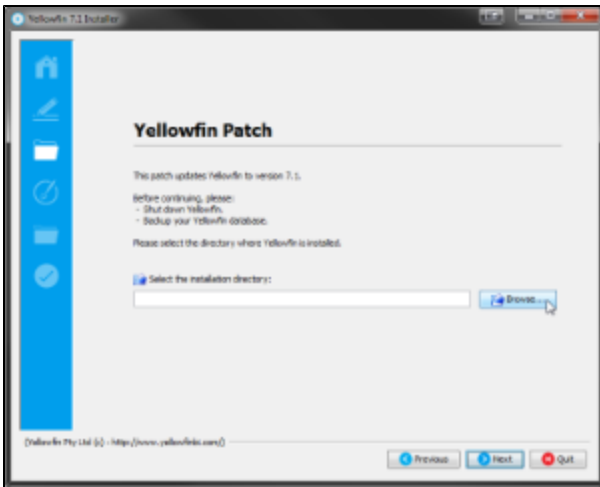 Yellowfin 7.1 Installer
Yellowfin Patch
This patch updates Yellowfin to version 7.1.
Before continuing, please:
- Shut down Yellowfin.
- Backup your Yellowfin database.
Please select the directory where Yellowfin is installed.
Select the installation directory:
Browse...
(Yellowfin Pty Ltd (c) - http://www.yellowfinbi.com/)
Previous
Next
Quit